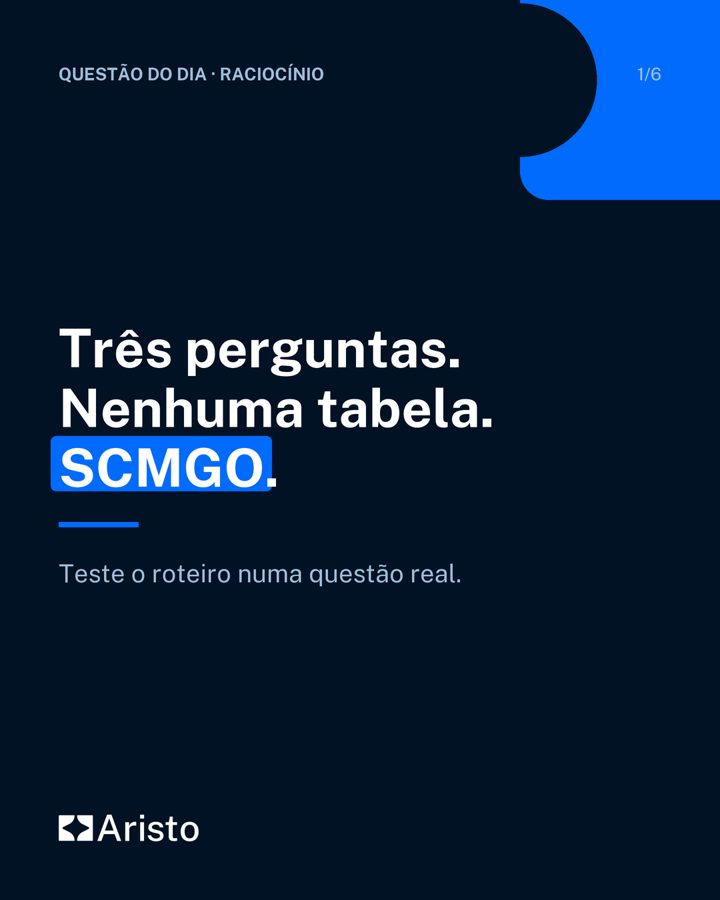 QUESTÃO DO DIA · RACIOCÍNIO
1/6
Três perguntas.
Nenhuma tabela.
SCMGO.
Teste o roteiro numa questão real.
Aristo